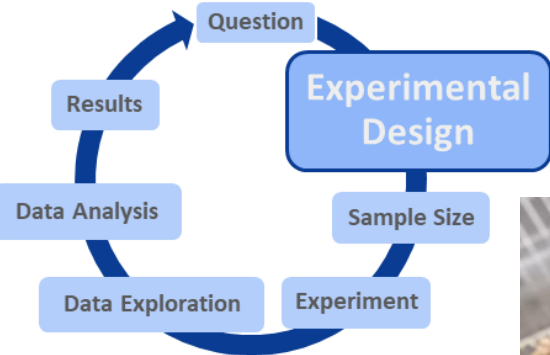 Question
Experimental
Design
Sample Size
Experiment
Data Exploration
Data Analysis
Results